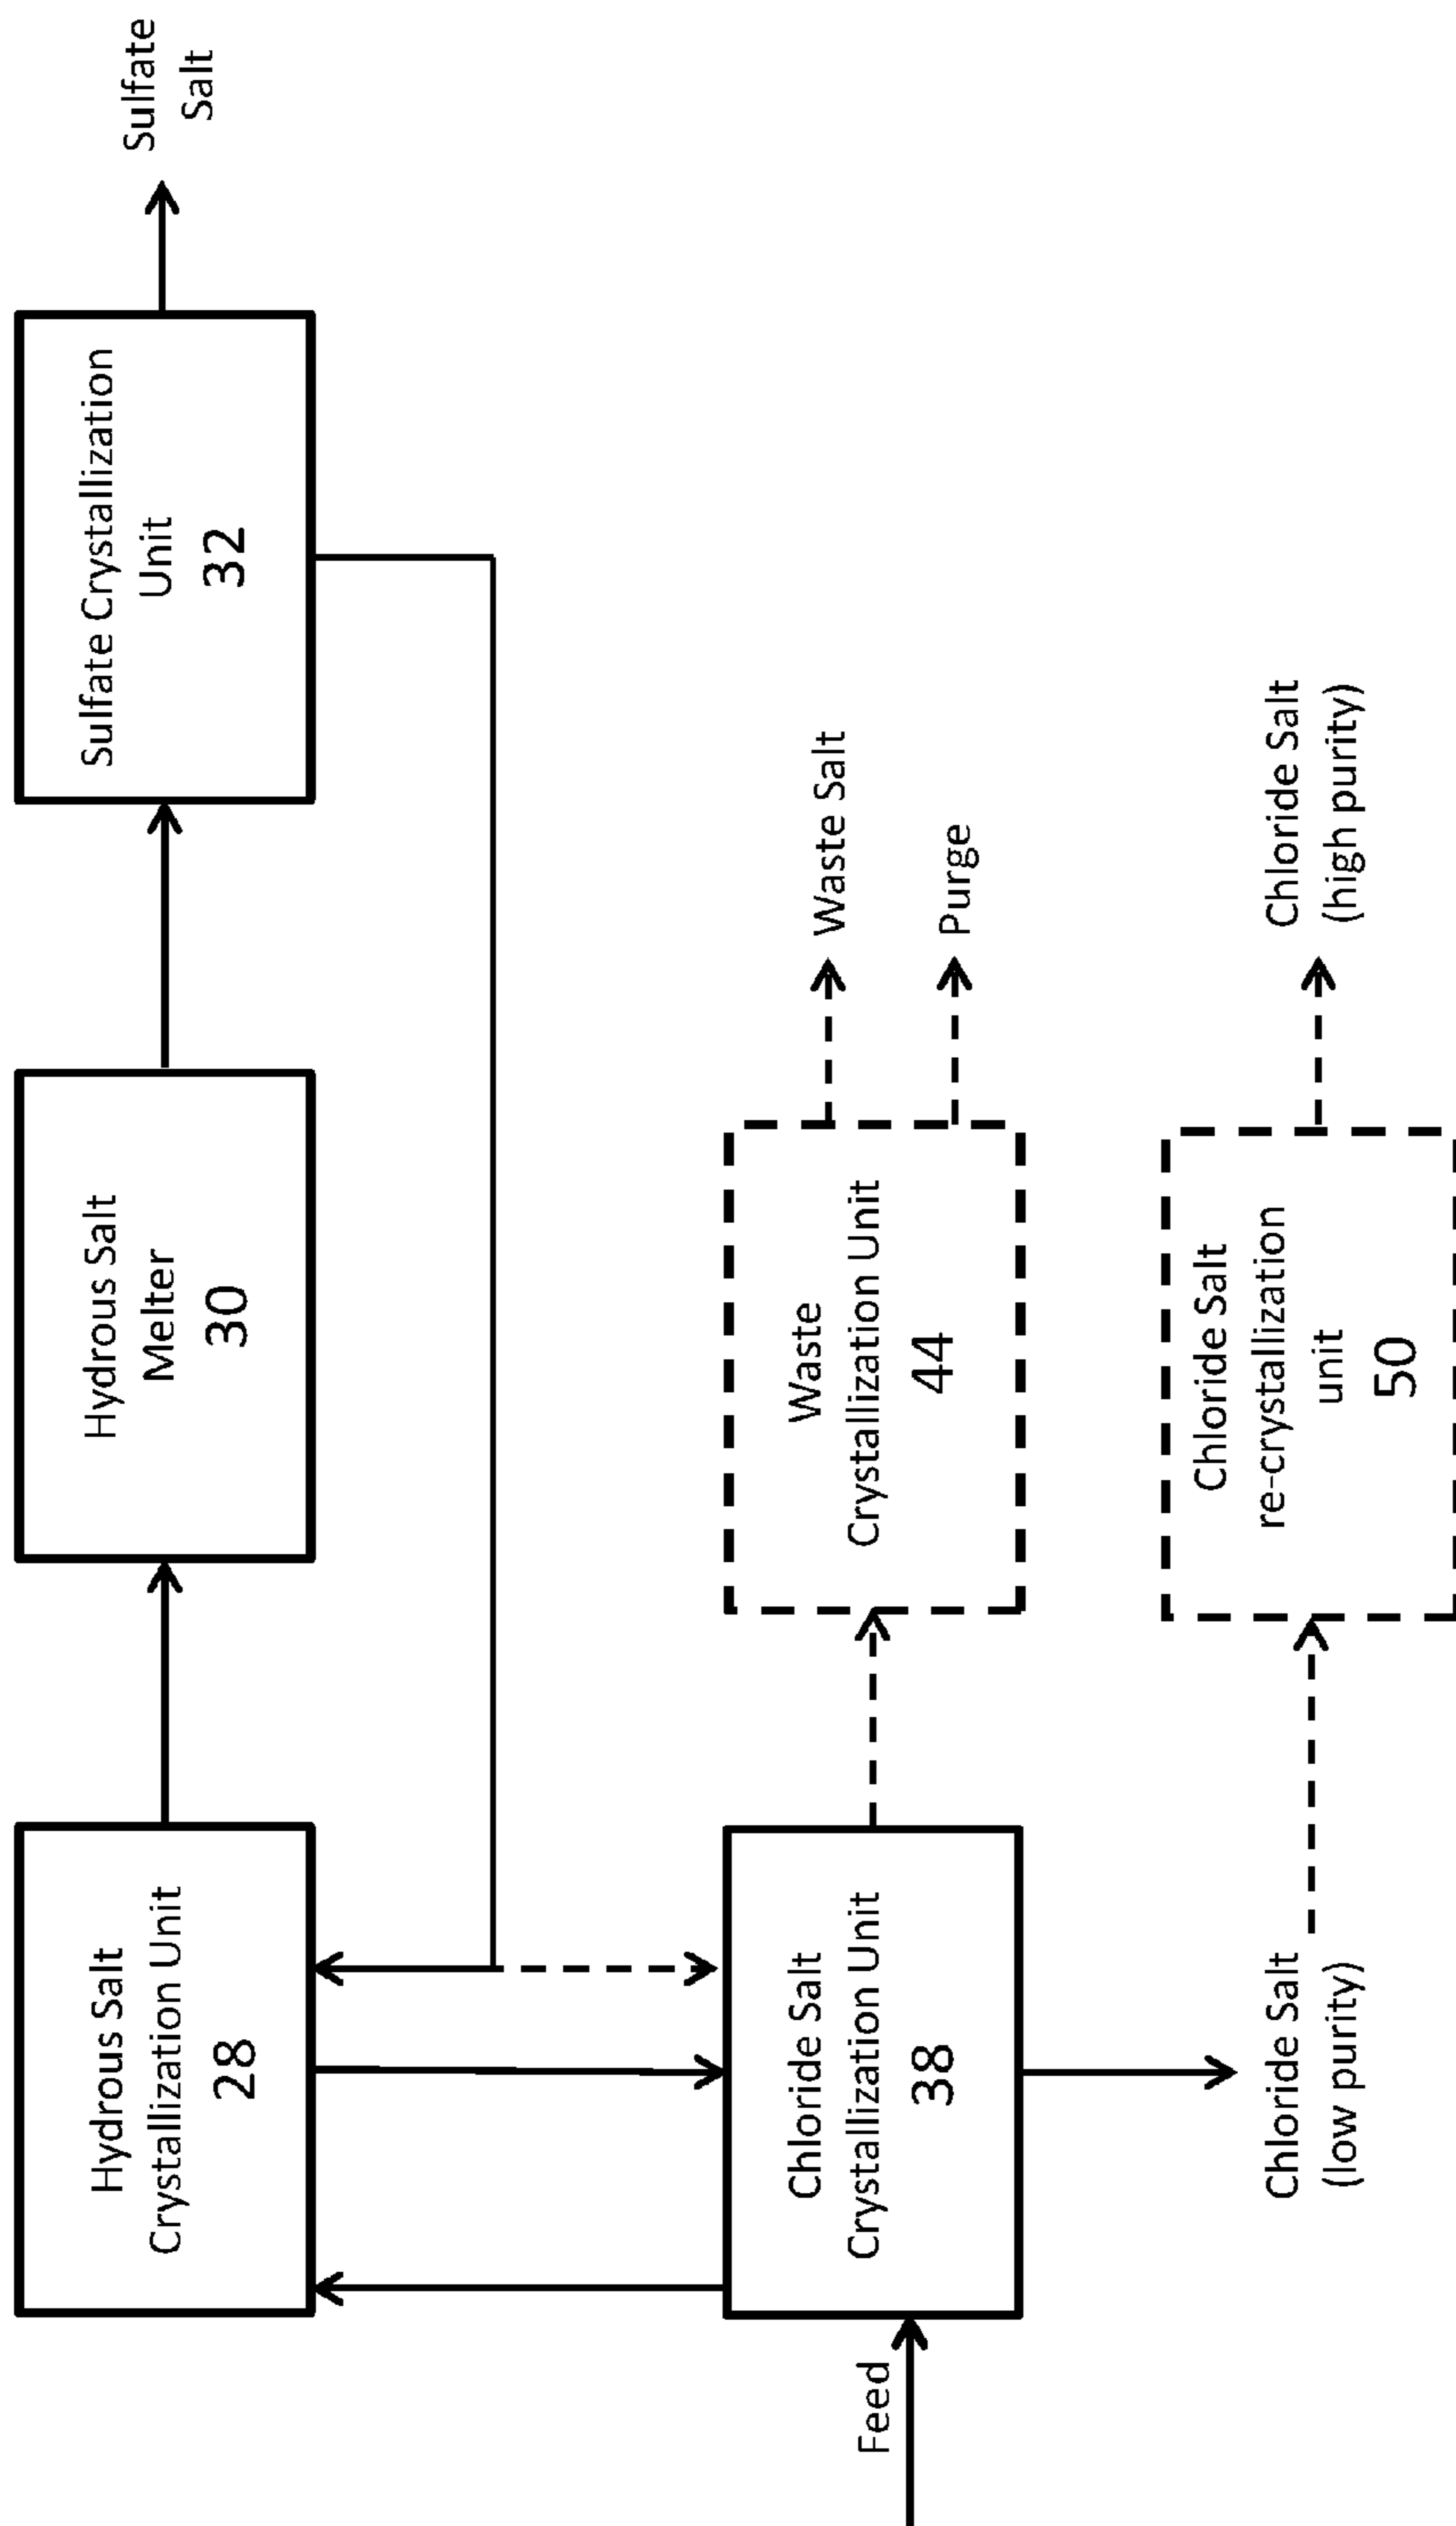 Hydrous Salt
Crystallization Unit
28
Hydrous Salt
Melter
30
Sulfate Crystallization
Unit
32
Sulfate
Salt
Feed
Chloride Salt
Crystallization Unit
38
Waste
Crystallization Unit
44
Waste Salt
Purge
Chloride Salt
(low purity)
Chloride Salt
re-crystallization
unit
50
Chloride Salt
(high purity)